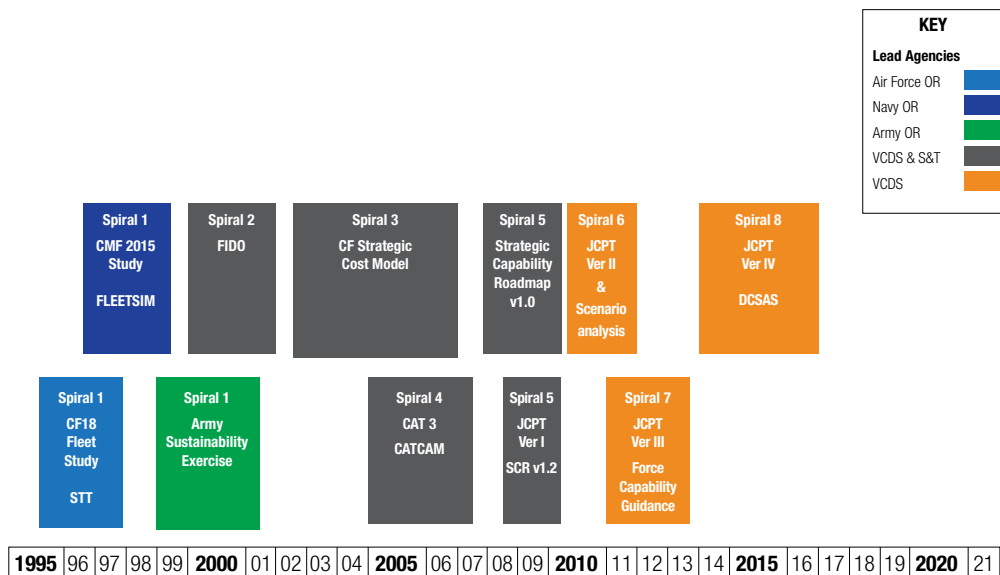 KEY
Lead Agencies
Air Force OR
Navy OR
Army OR
VCDS & S&T
VCDS
Spiral 1
CMF 2015
Study
FLEETSIM
Spiral 2
FIDO
Spiral 3
CF Strategic
Cost Model
Spiral 5
Strategic
Capability
Roadmap
v1.0
Spiral 6
JCPT
Ver II
&
Scenario
analysis
Spiral 8
JCPT
Ver IV
DCSAS
Spiral 1
CF18
Fleet
Study
STT
Spiral 1
Army
Sustainability
Exercise
Spiral 4
CAT 3
CATCAM
Spiral 5
JCPT
Ver I
SCR v1.2
Spiral 7
JCPT
Ver III
Force
Capability
Guidance
1995 96 97 98 99 2000 01 02 03 04 2005 06 07 08 09 2010 11 12 13 14 2015 16 17 18 19 2020 21